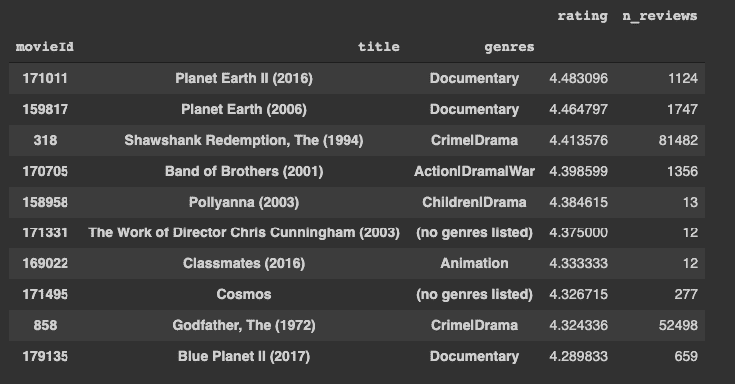 rating n_reviews
movieId title genres
171011 Planet Earth II (2016) Documentary 4.483096 1124
159817 Planet Earth (2006) Documentary 4.464797 1747
318 Shawshank Redemption, The (1994) Crime|Drama 4.413576 81482
170705 Band of Brothers (2001) Action|Drama|War 4.398599 1356
158958 Pollyanna (2003) Children|Drama 4.384615 13
171331 The Work of Director Chris Cunningham (2003) (no genres listed) 4.375000 12
169022 Classmates (2016) Animation 4.333333 12
171495 Cosmos (no genres listed) 4.326715 277
858 Godfather, The (1972) Crime|Drama 4.324336 52498
179135 Blue Planet II (2017) Documentary 4.289833 659